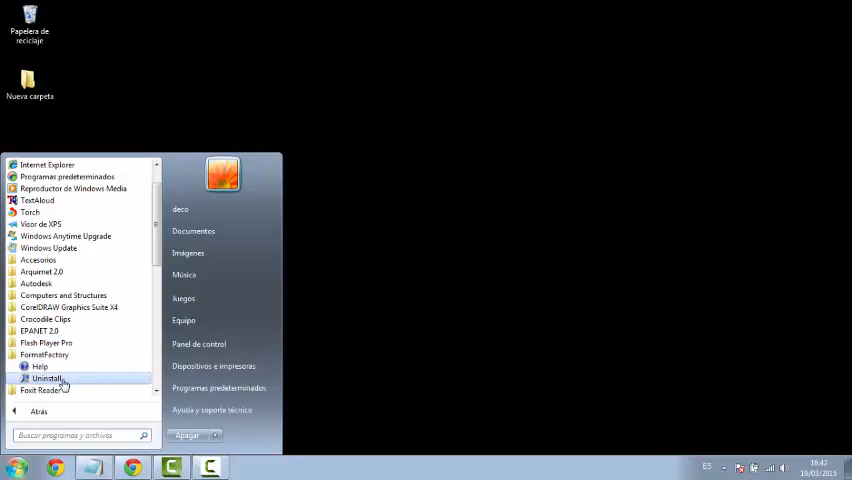 Papelera de
reciclaje
Nueva carpeta
Internet Explorer
Programas predeterminados
Reproductor de Windows Media
TextAloud
Torch
Visor de XPS
Windows Anytime Upgrade
Windows Update
Accesorios
Arquimet 2.0
Autodesk
Computers and Structures
CorelDRAW Graphics Suite X4
Crocodile Clips
EPANET 2.0
Flash Player Pro
FormatFactory
Help
Uninstall
Foxit Reader
Atrás
Buscar programas y archivos
deco
Documentos
Imágenes
Música
Juegos
Equipo
Panel de control
Dispositivos e impresoras
Programas predeterminados
Ayuda y soporte técnico
Apagar
ES
16:42
19/03/2015